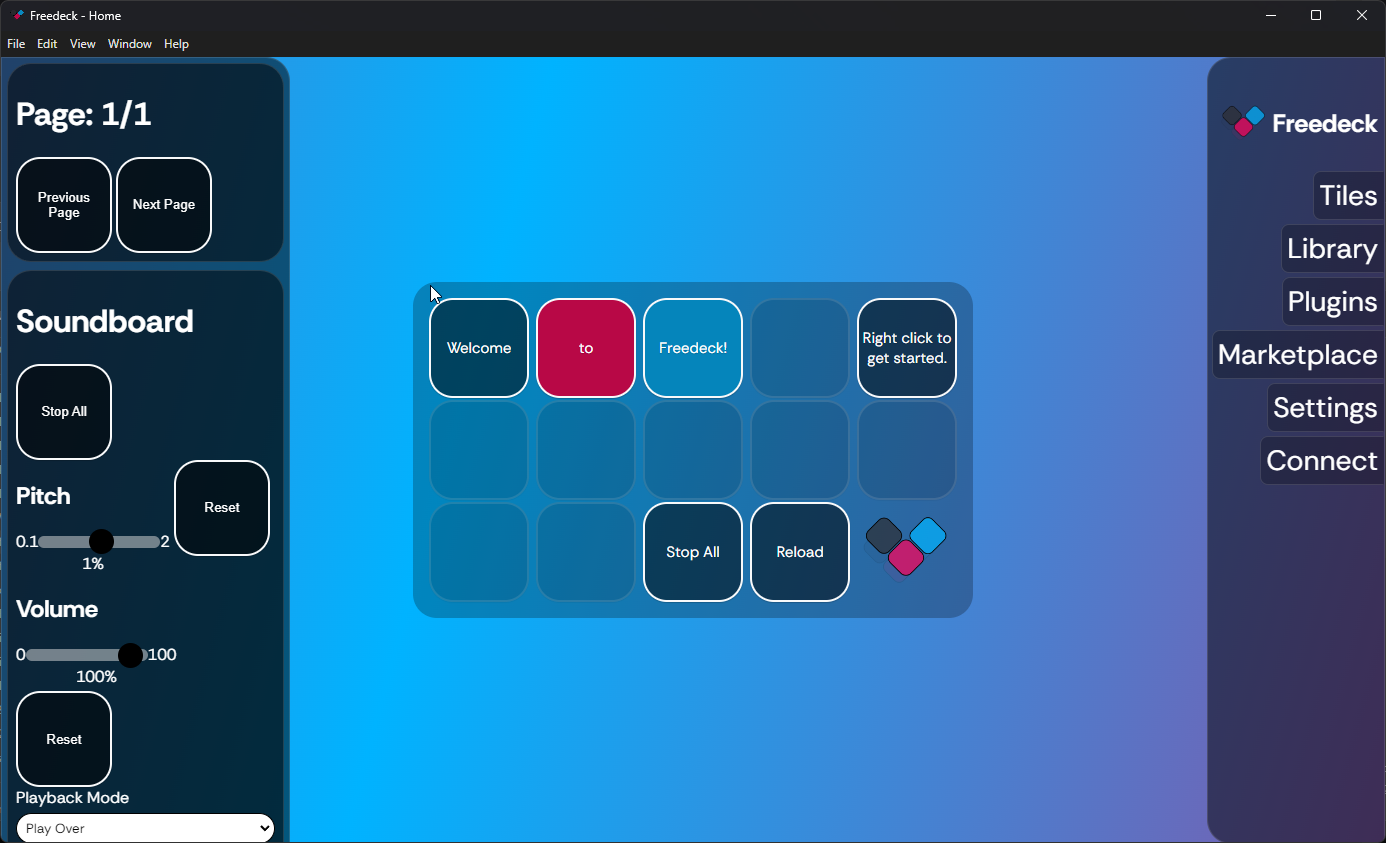 Freedeck - Home
File Edit View Window Help
Page: 1/1
Previous
Page
Next Page
Soundboard
Stop All
Pitch
Reset
0.1 2
1%
Volume
0 100
100%
Reset
Playback Mode
Play Over
Welcome
to
Freedeck!
Right click to
get started.
Stop All
Reload
Freedeck
Tiles
Library
Plugins
Marketplace
Settings
Connect